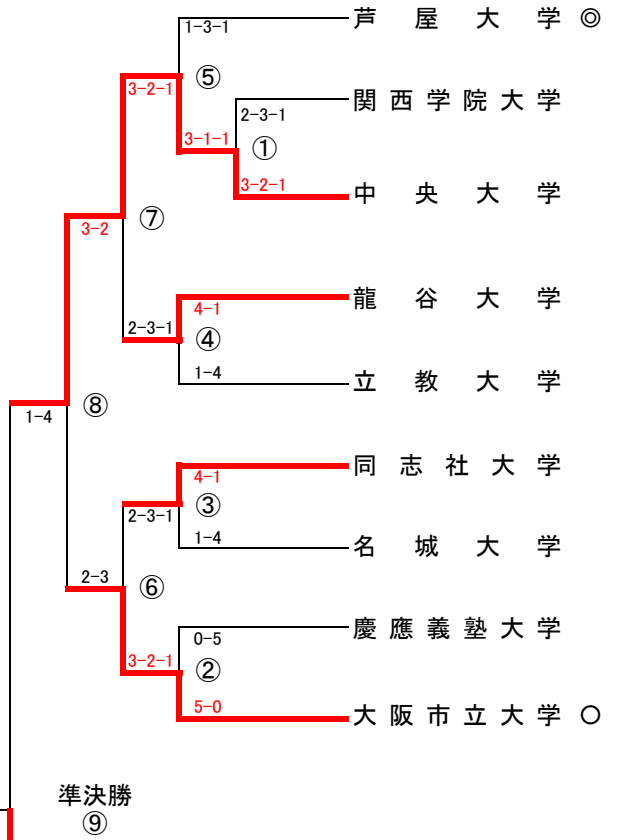 芦屋大学 ◎
1-3-1
⑤
3-2-1
関西学院大学
2-3-1
3-1-1
①
3-2-1
中央大学
⑦
3-2
龍谷大学
4-1
2-3-1
④
1-4
立教大学
⑧
1-4
同志社大学
4-1
③
2-3-1
1-4
名城大学
2-3
⑥
慶應義塾大学
0-5
3-2-1
②
5-0
大阪市立大学 〇
準決勝
⑨